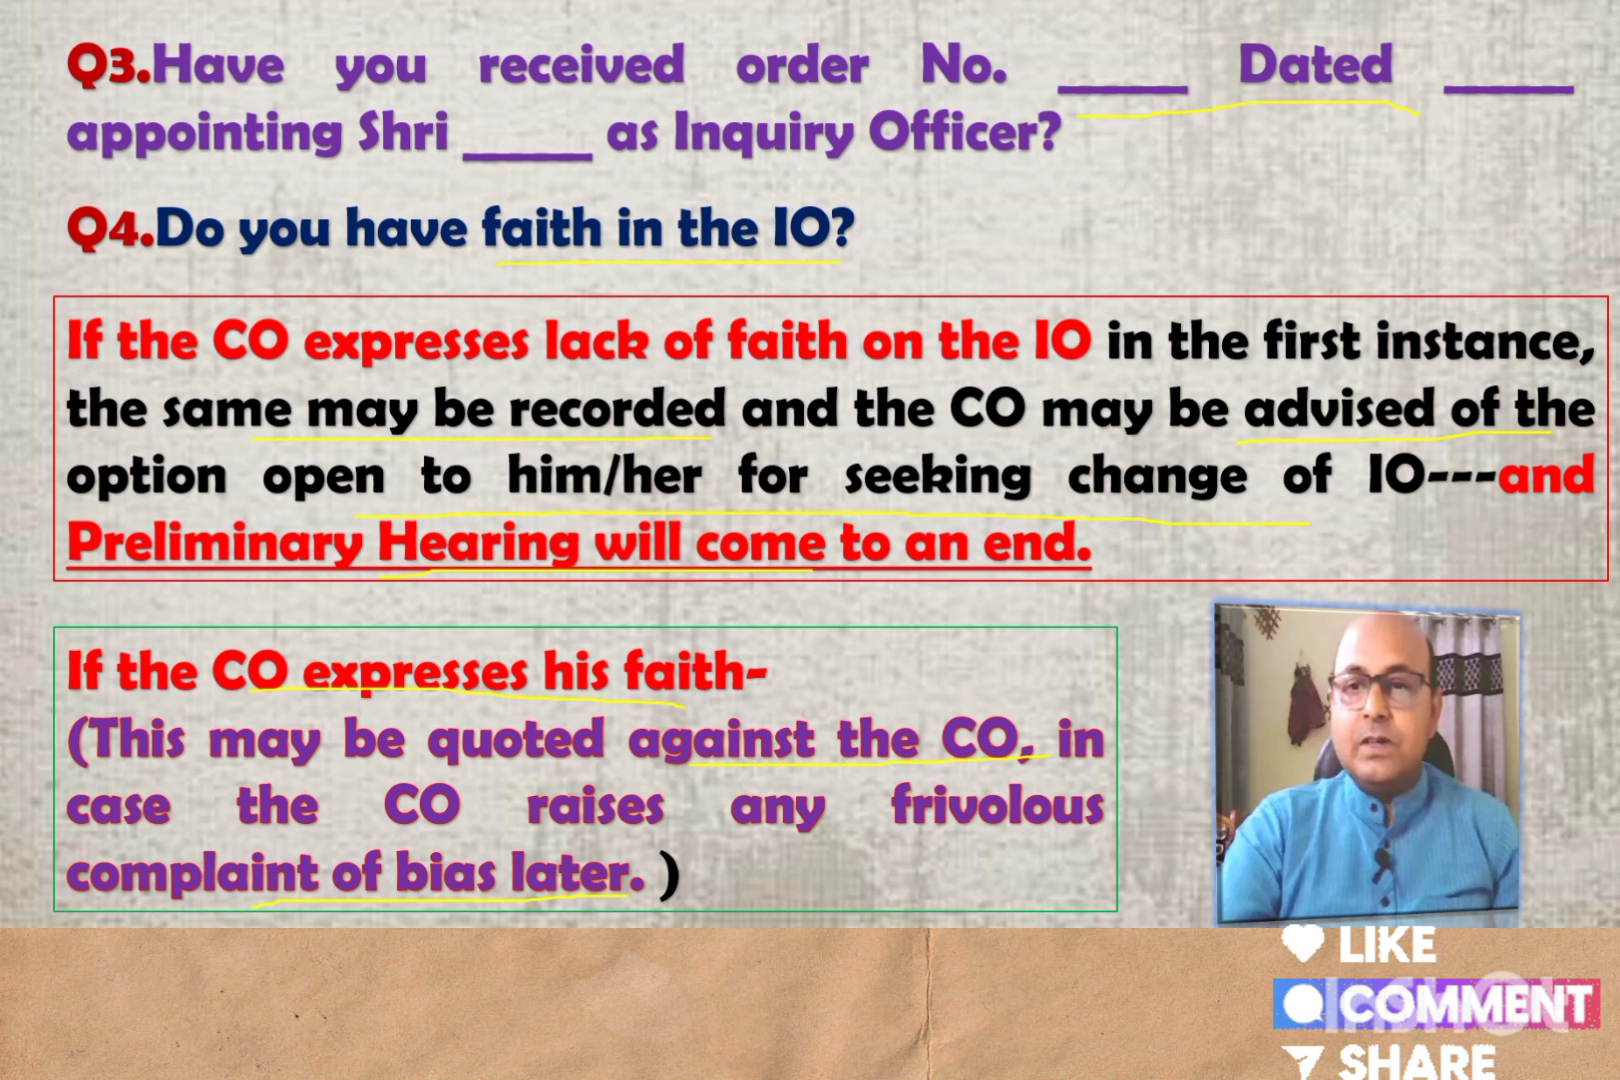 Q3.Have you received order No. _____ Dated _____
appointing Shri _____ as Inquiry Officer?
Q4.Do you have faith in the IO?
If the CO expresses lack of faith on the IO in the first instance,
the same may be recorded and the CO may be advised of the
option open to him/her for seeking change of IO---and
Preliminary Hearing will come to an end.
If the CO expresses his faith-
(This may be quoted against the CO, in
case the CO raises any frivolous
complaint of bias later. )
LIKE
COMMENT
SHARE